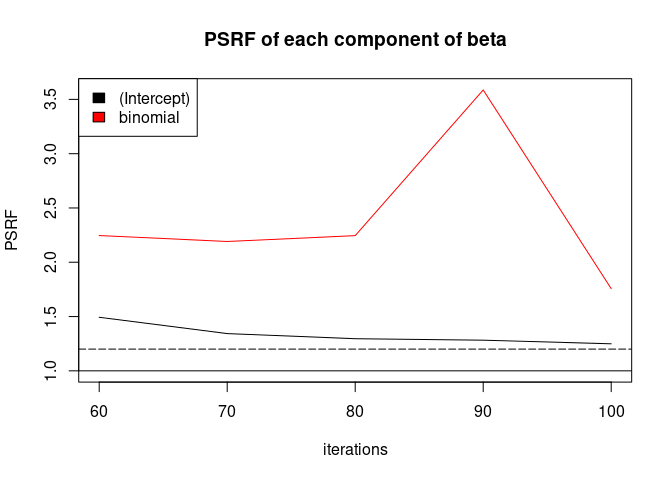 PSRF of each component of beta
(Intercept)
binomial
PSRF
3.5
3.0
2.5
2.0
1.5
1.0
60 70 80 90 100
iterations